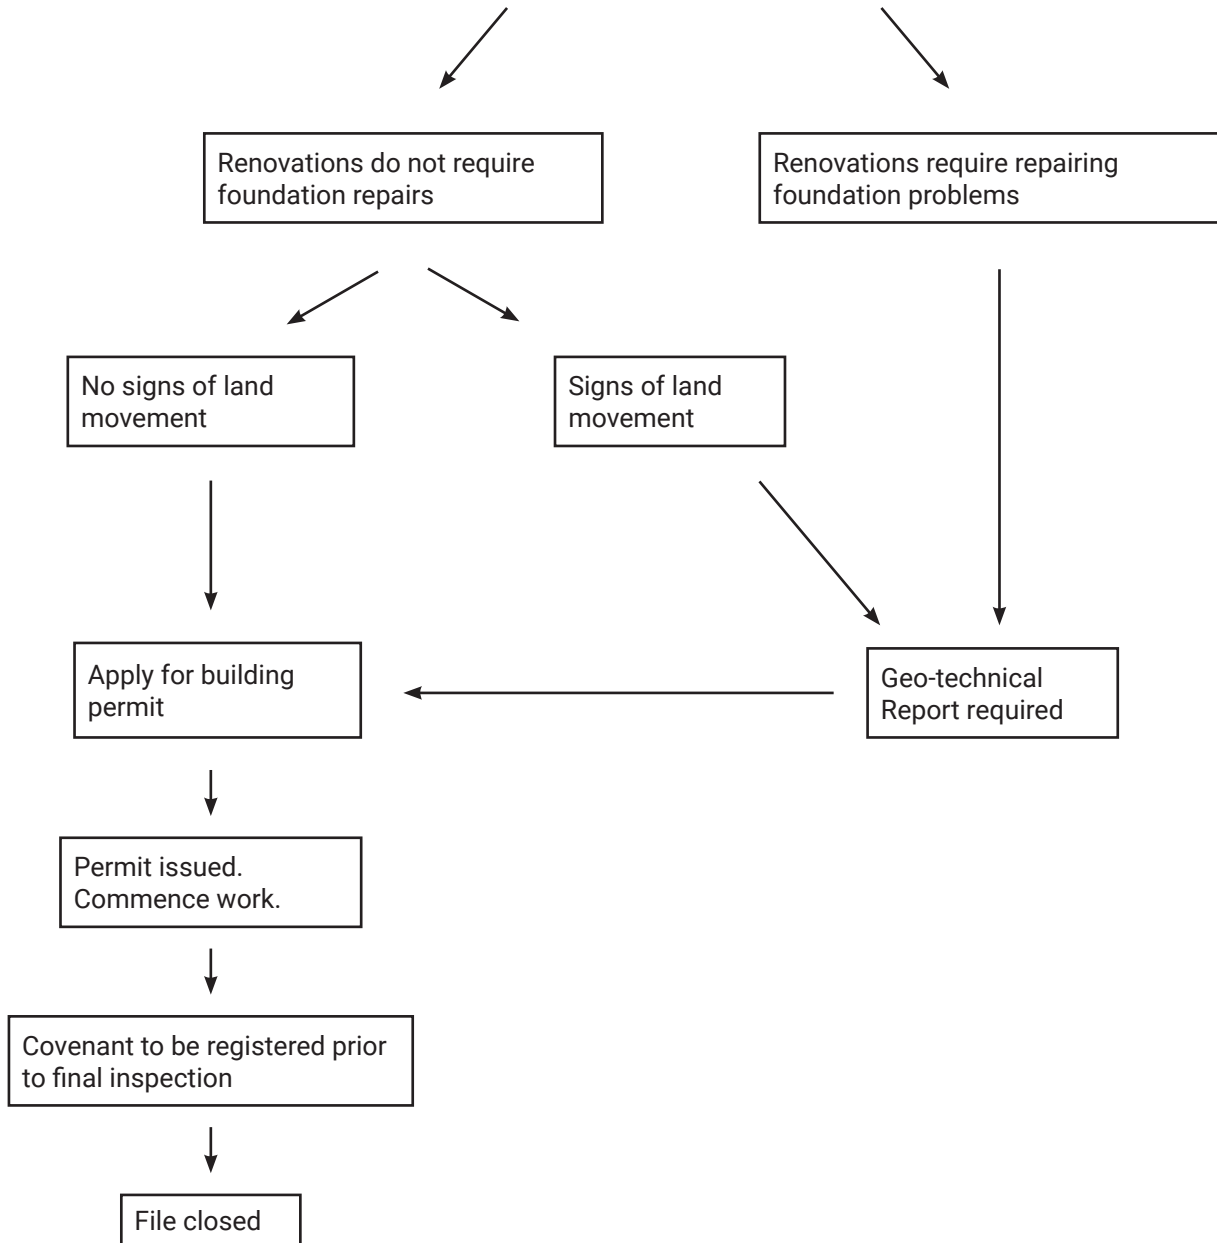 Renovations do not require
foundation repairs
Renovations require repairing
foundation problems
No signs of land
movement
Signs of land
movement
Apply for building
permit
Geo-technical
Report required
Permit issued.
Commence work.
Covenant to be registered prior
to final inspection
File closed